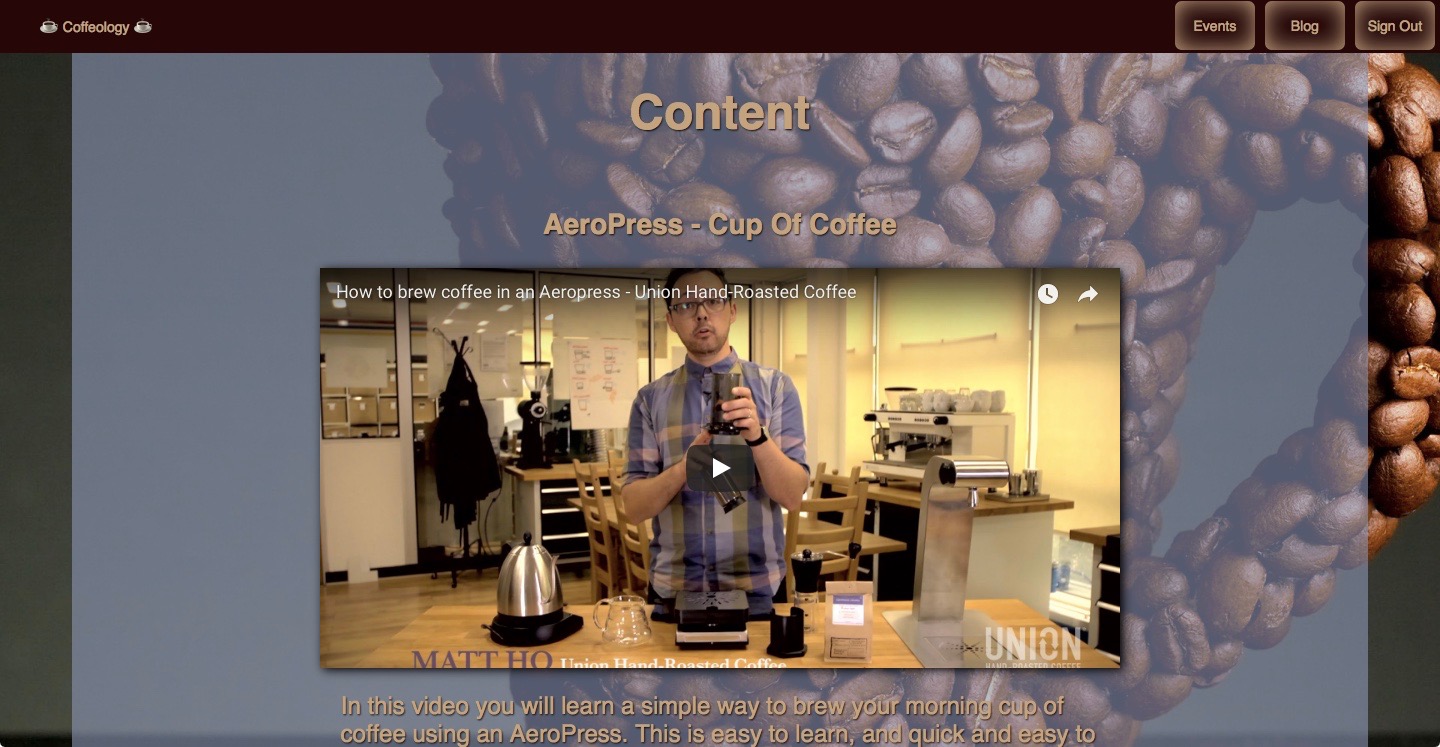 ☕ Coffeology ☕
Events
Blog
Sign Out
Content
AeroPress - Cup Of Coffee
How to brew coffee in an Aeropress - Union Hand-Roasted Coffee
UNION
HAND-ROASTED COFFEE
MATT HO Union Hand-Roasted Coffee
In this video you will learn a simple way to brew your morning cup of
coffee using an AeroPress. This is easy to learn, and quick and easy to